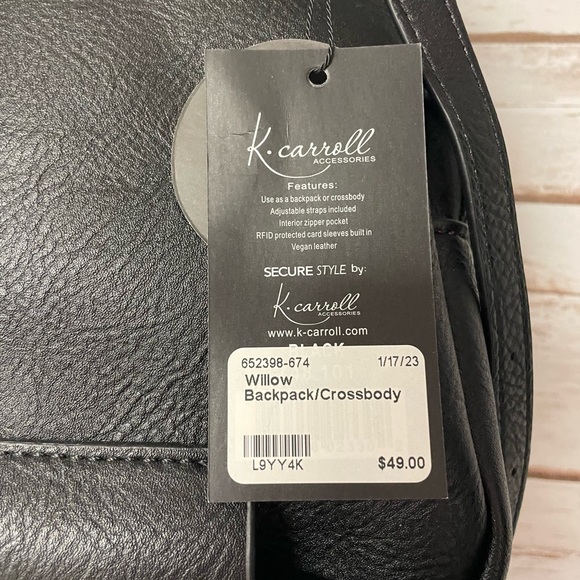 K. carroll
ACCESSORIES
Features:
Use as a backpack or crossbody
Adjustable straps included
Interior zipper pocket
RFID protected card sleeves built in
Vegan leather
SECURE STYLE by:
K. carroll
ACCESSORIES
www.k-carroll.com
BLACK
652398-674 1/17/23
Willow
Backpack/Crossbody
L9YY4K $49.00